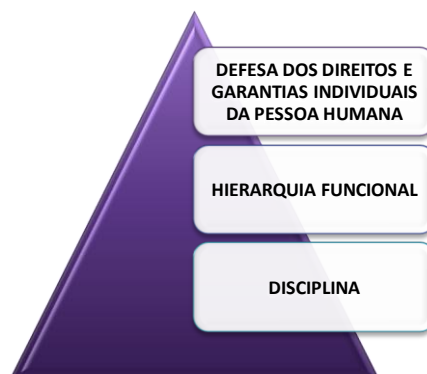 DEFESA DOS DIREITOS E
GARANTIAS INDIVIDUAIS
DA PESSOA HUMANA
HIERARQUIA FUNCIONAL
DISCIPLINA